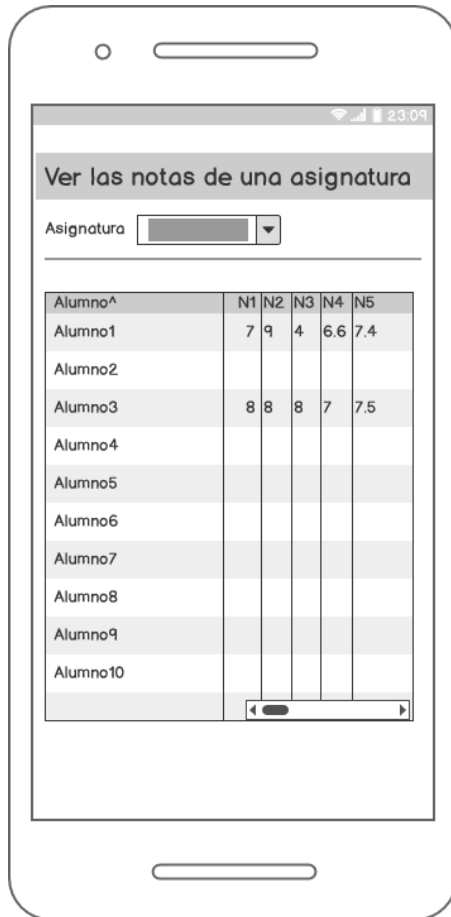 23:09
Ver las notas de una asignatura
Asignatura
Alumno^ N1 N2 N3 N4 N5
Alumno1 7 9 4 6.6 7.4
Alumno2
Alumno3 8 8 8 7 7.5
Alumno4
Alumno5
Alumno6
Alumno7
Alumno8
Alumno9
Alumno10